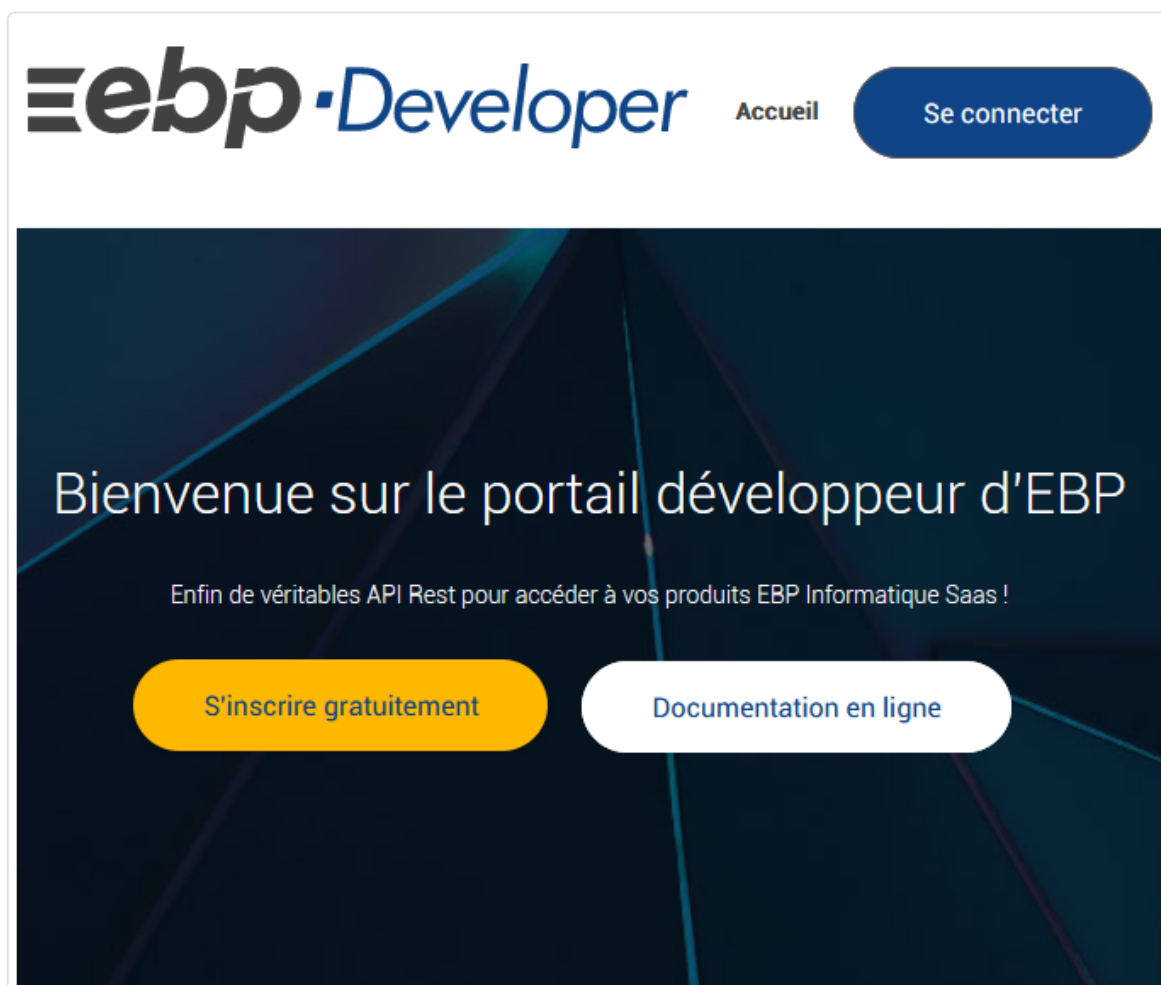 ebp·Developer
Accueil
Se connecter
Bienvenue sur le portail développeur d'EBP
Enfin de véritables API Rest pour accéder à vos produits EBP Informatique Saas !
S'inscrire gratuitement
Documentation en ligne